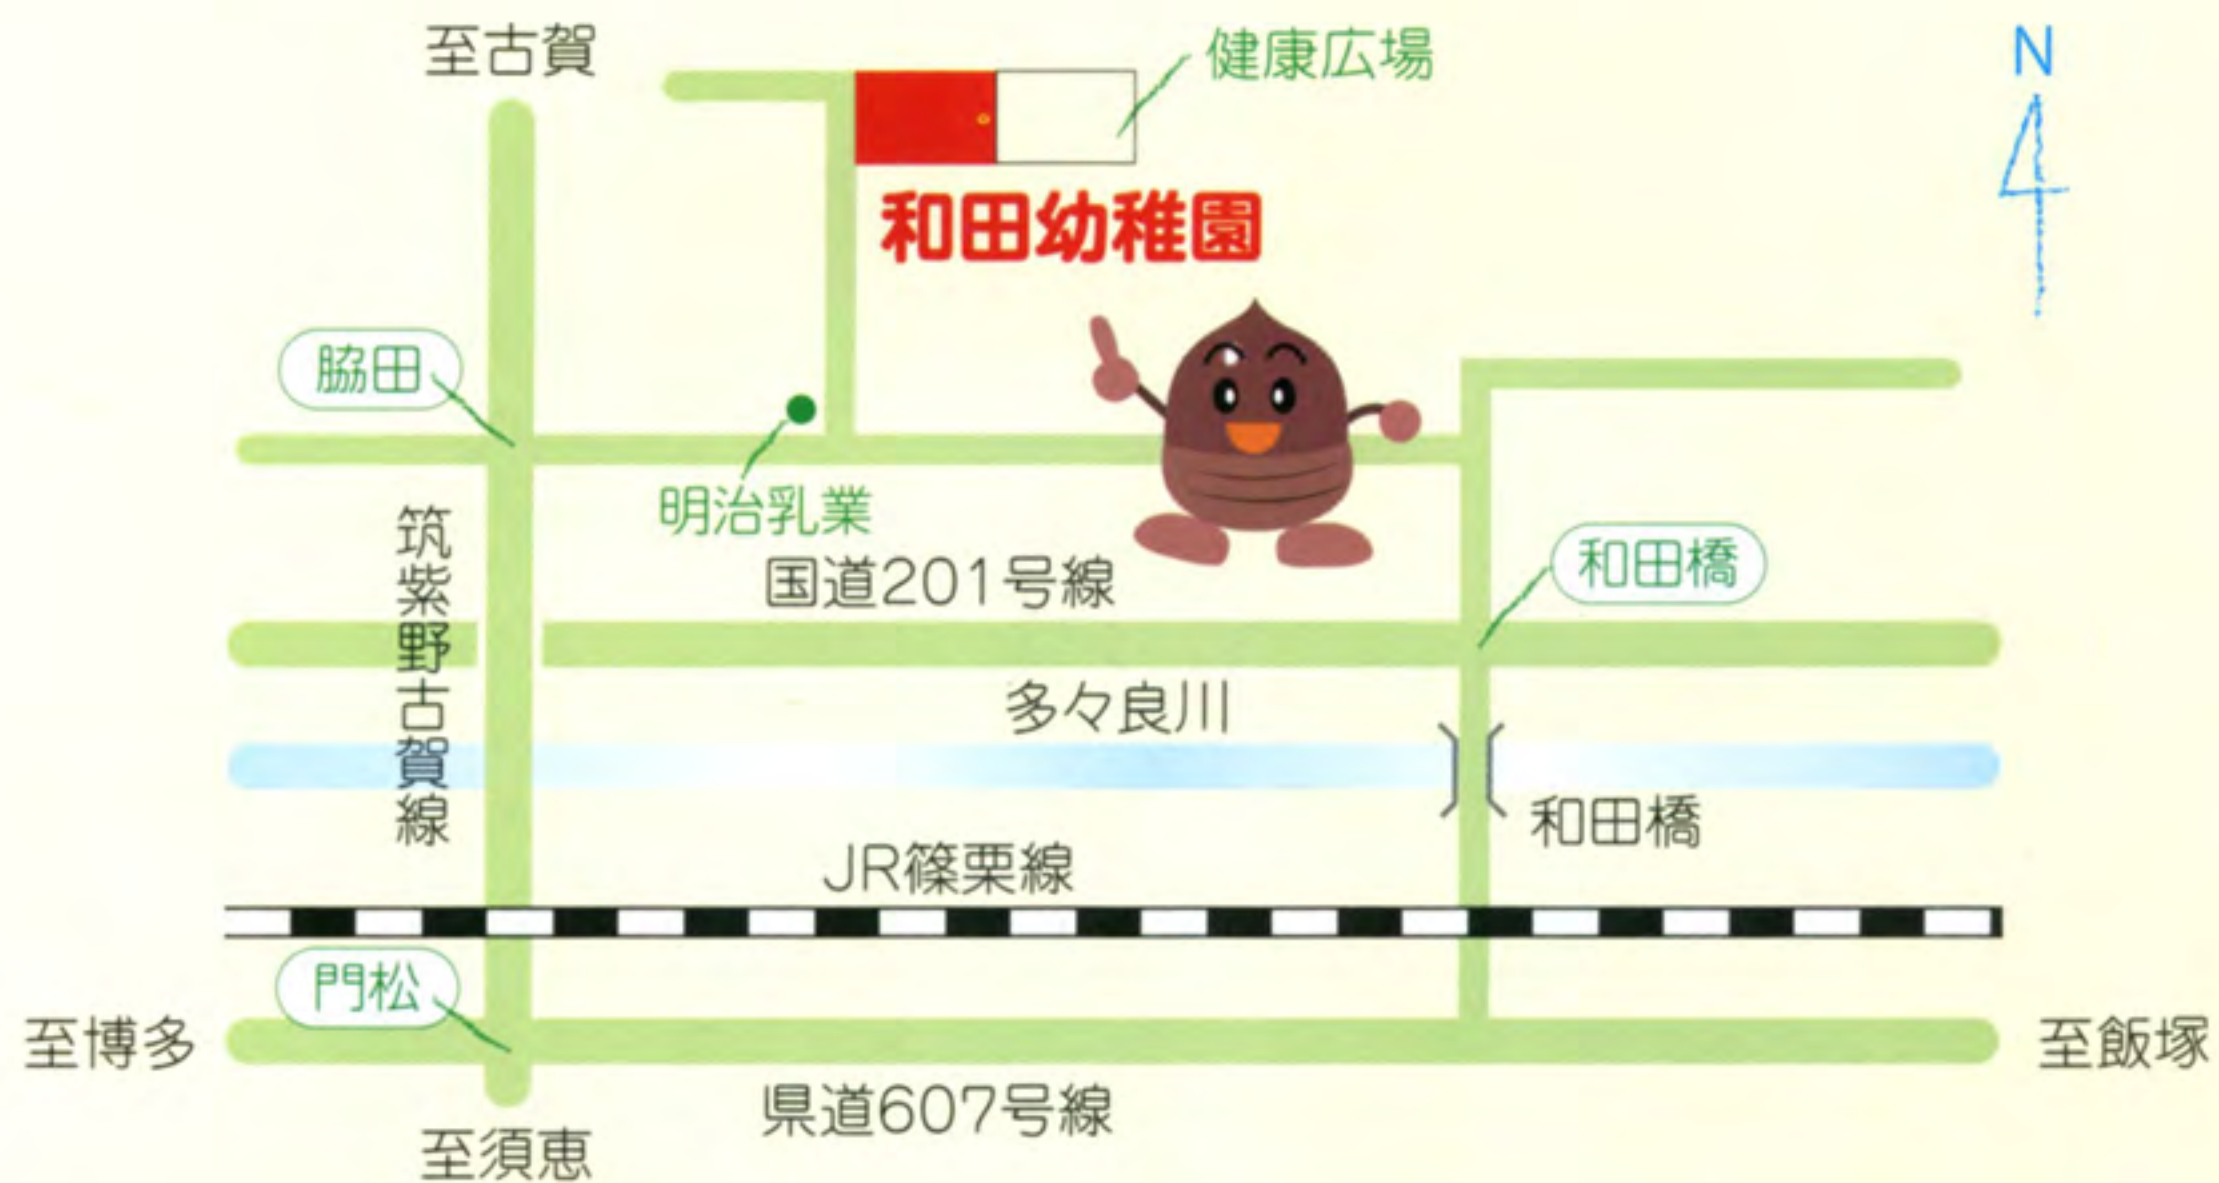 至古賀
健康広場
N
和田幼稚園
脇田
明治乳業
筑紫野古賀線
国道201号線
和田橋
多々良川
和田橋
JR篠栗線
門松
至博多
至飯塚
県道607号線
至須恵